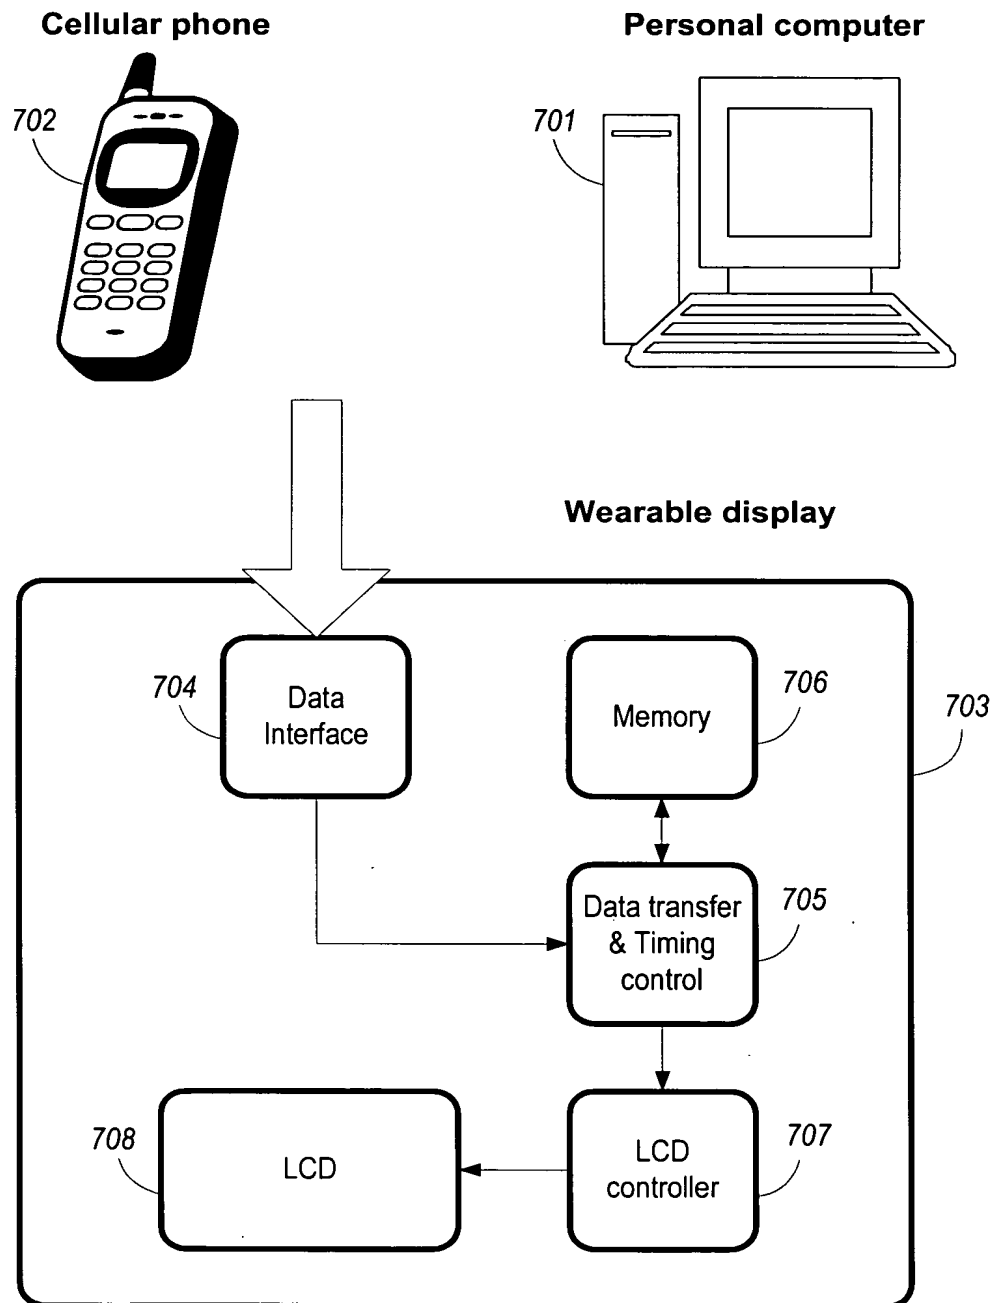 Cellular phone
Personal computer
702
701
Wearable display
704
Data
Interface
Memory
706
703
Data transfer
& Timing
control
705
708
LCD
LCD
controller
707